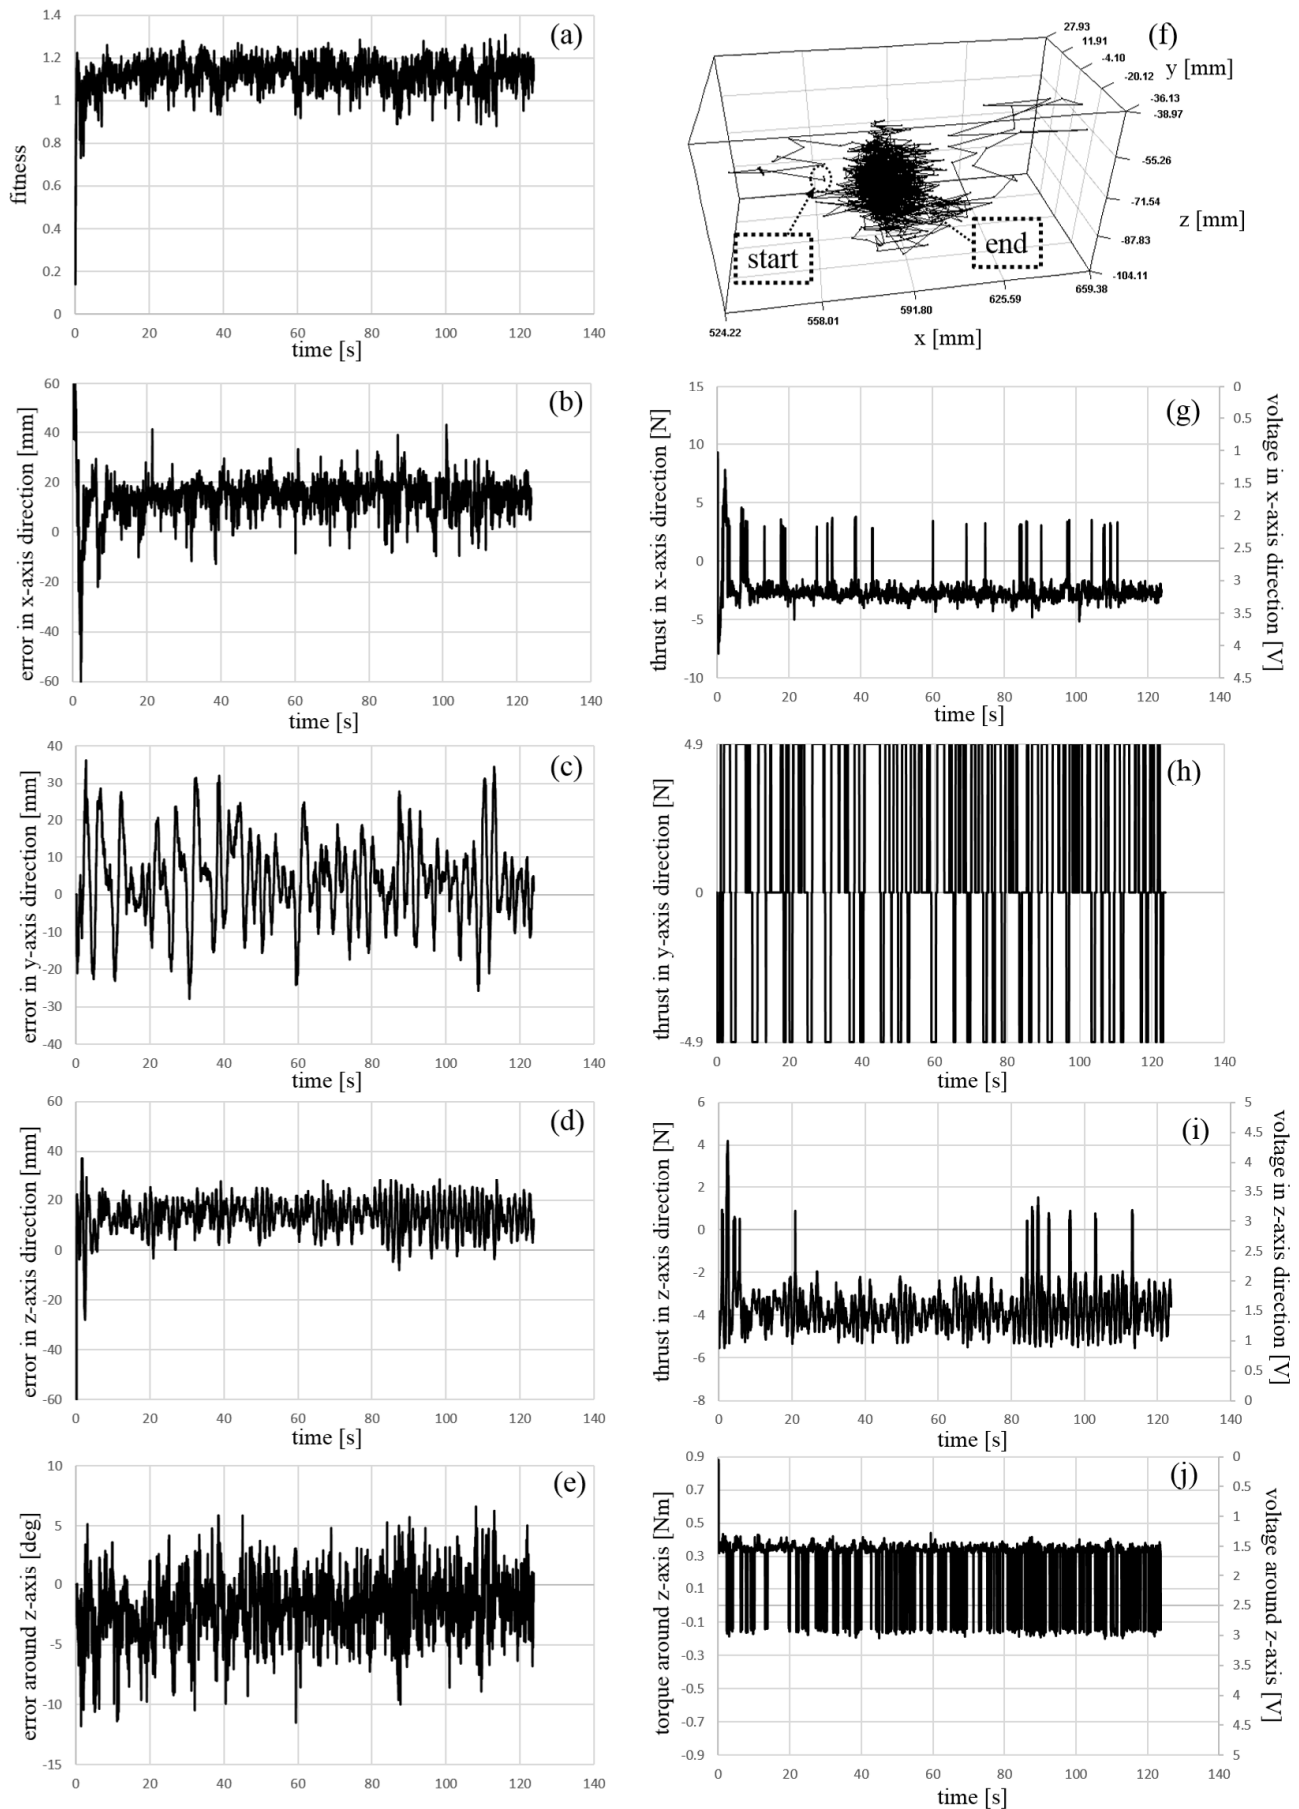 (a)
fitness
1.4
1.2
1
0.8
0.6
0.4
0.2
0
0 20 40 60 80 100 120 140
time [s]
(f)
27.93
11.91
-4.10
-20.12
-36.13
y [mm]
-38.97
-55.26
-71.54
-87.83
-104.11
z [mm]
start
end
524.22
558.01
591.80
625.59
659.38
x [mm]
(b)
error in x-axis direction [mm]
60
40
20
0
-20
-40
-60
0 20 40 60 80 100 120 140
time [s]
(g)
thrust in x-axis direction [N]
15
10
5
0
-5
-10
0 20 40 60 80 100 120 140
time [s]
0
0.5
1
1.5
2
2.5
3
3.5
4
4.5
voltage in x-axis direction [V]
(c)
error in y-axis direction [mm]
40
30
20
10
0
-10
-20
-30
-40
0 20 40 60 80 100 120 140
time [s]
(h)
thrust in y-axis direction [N]
4.9
0
-4.9
0 20 40 60 80 100 120 140
time [s]
(d)
error in z-axis direction [mm]
60
40
20
0
-20
-40
-60
0 20 40 60 80 100 120 140
time [s]
(i)
thrust in z-axis direction [N]
6
4
2
0
-2
-4
-6
-8
0 20 40 60 80 100 120 140
time [s]
5
4.5
4
3.5
3
2.5
2
1.5
1
0.5
0
voltage in z-axis direction [V]
(e)
error around z-axis [deg]
10
5
0
-5
-10
-15
0 20 40 60 80 100 120 140
time [s]
(j)
torque around z-axis [Nm]
0.9
0.7
0.5
0.3
0.1
-0.1
-0.3
-0.5
-0.7
-0.9
0 20 40 60 80 100 120 140
time [s]
0
0.5
1
1.5
2
2.5
3
3.5
4
4.5
5
voltage around z-axis [V]